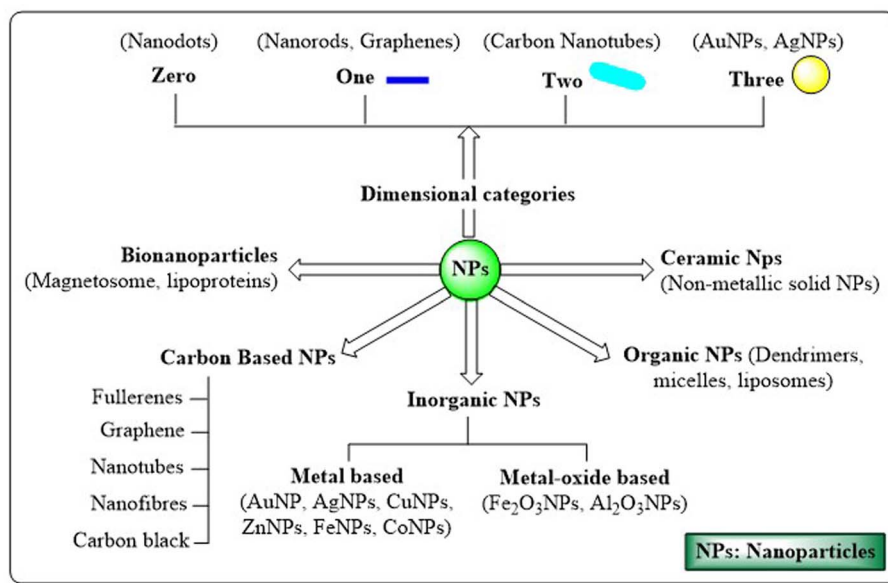 (Nanodots)
Zero
(Nanorods, Graphenes)
One
(Carbon Nanotubes)
Two
(AuNPs, AgNPs)
Three
Dimensional categories
NPs
Bionanoparticles
(Magnetosome, lipoproteins)
Ceramic Nps
(Non-metallic solid NPs)
Carbon Based NPs
Fullerenes
Graphene
Nanotubes
Nanofibres
Carbon black
Organic NPs (Dendrimers,
micelles, liposomes)
Inorganic NPs
Metal based
(AuNP, AgNPs, CuNPs,
ZnNPs, FeNPs, CoNPs)
Metal-oxide based
(Fe₂O₃NPs, Al₂O₃NPs)
NPs: Nanoparticles